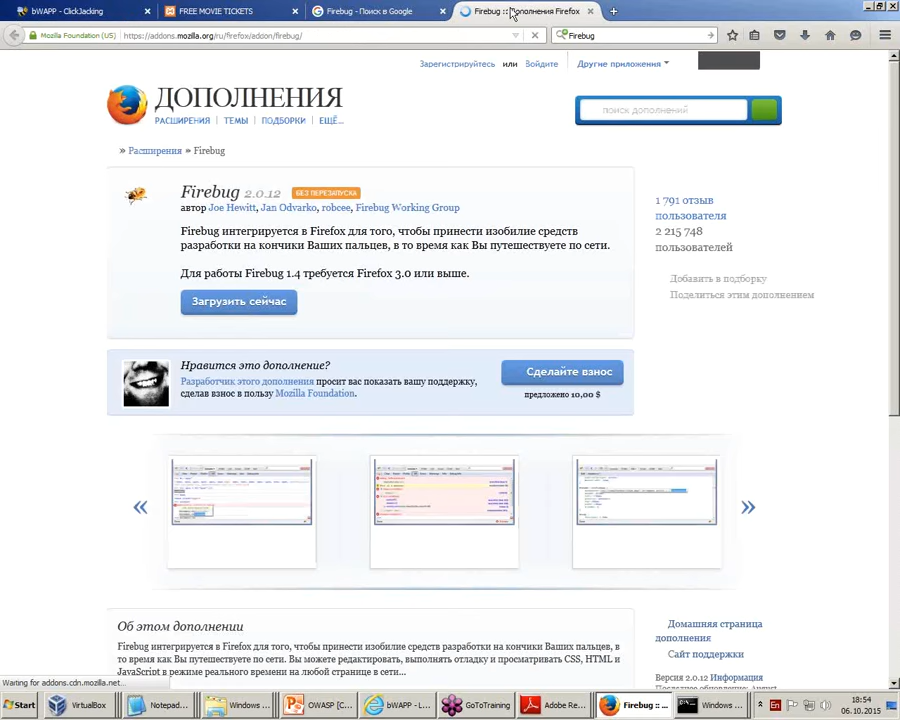 bWAPP - ClickJacking
FREE MOVIE TICKETS
Firebug - Поиск в Google
Firebug :: Дополнения Firefox
Mozilla Foundation (US)
https://addons.mozilla.org/ru/firefox/addon/firebug/
Firebug
Зарегистрируйтесь или Войдите
Другие приложения
ДОПОЛНЕНИЯ
РАСШИРЕНИЯ
ТЕМЫ
ПОДБОРКИ
ЕЩЁ...
поиск дополнений
» Расширения » Firebug
Firebug 2.0.12 БЕЗ ПЕРЕЗАПУСКА
автор Joe Hewitt, Jan Odvarko, robcee, Firebug Working Group
Firebug интегрируется в Firefox для того, чтобы принести изобилие средств
разработки на кончики Ваших пальцев, в то время как Вы путешествуете по сети.
Для работы Firebug 1.4 требуется Firefox 3.0 или выше.
Загрузить сейчас
1 791 отзыв
пользователя
2 215 748
пользователей
Добавить в подборку
Поделиться этим дополнением
Нравится это дополнение?
Разработчик этого дополнения просит вас показать вашу поддержку,
сделав взнос в пользу Mozilla Foundation.
Сделайте взнос
предложено 10,00 $
«
»
Об этом дополнении
Firebug интегрируется в Firefox для того, чтобы принести изобилие средств разработки на кончики Ваших пальцев, в
то время как Вы путешествуете по сети. Вы можете редактировать, выполнять отладку и просматривать CSS, HTML и
JavaScript в режиме реального времени на любой странице в сети...
Домашняя страница
дополнения
Сайт поддержки
Версия 2.0.12 Информация
Waiting for addons.cdn.mozilla.net...
Start
VirtualBox
Notepad...
Windows ...
OWASP [C...
bWAPP - L...
GoToTraining
Adobe Re...
Firebug :: ...
Windows ...
EN
18:54
06.10.2015